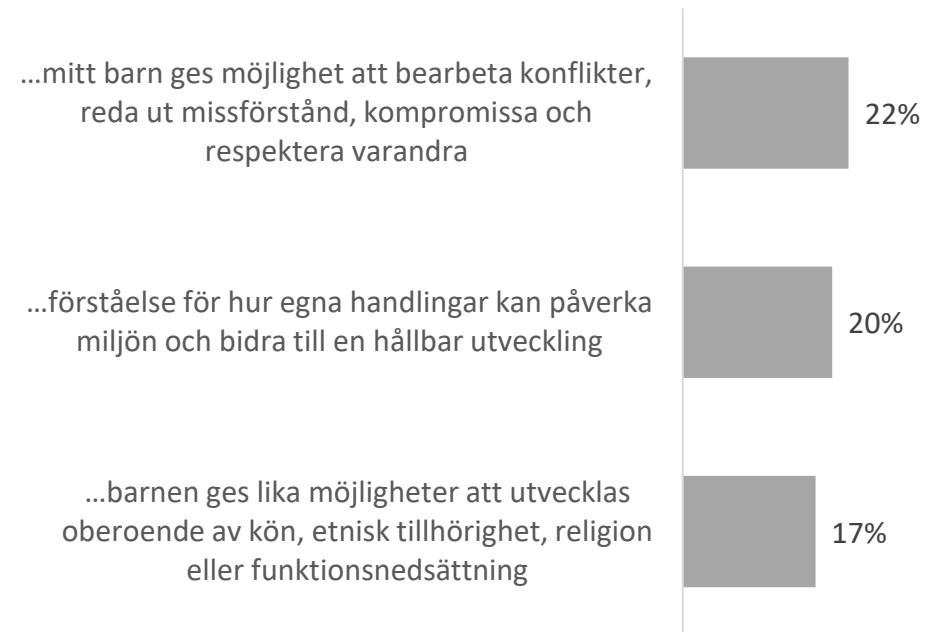 ...mitt barn ges möjlighet att bearbeta konflikter,
reda ut missförstånd, kompromissa och
respektera varandra
22%
...förståelse för hur egna handlingar kan påverka
miljön och bidra till en hållbar utveckling
20%
...barnen ges lika möjligheter att utvecklas
oberoende av kön, etnisk tillhörighet, religion
eller funktionsnedsättning
17%